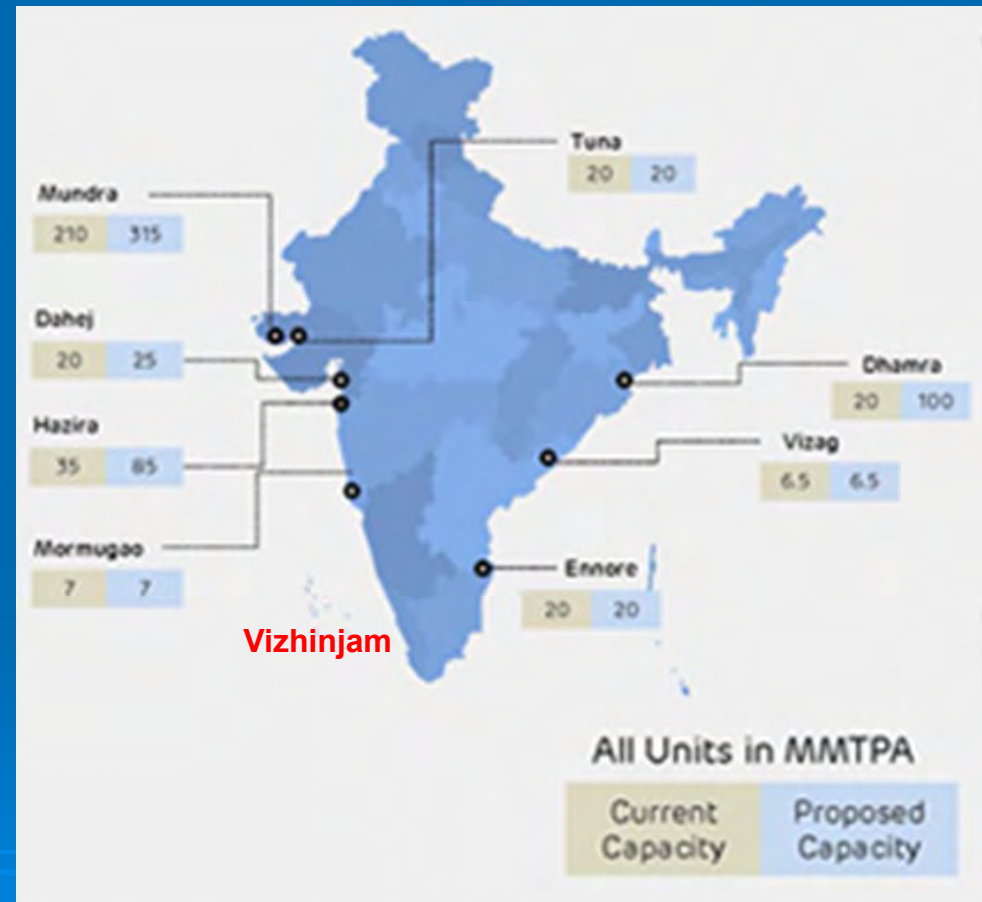 Tuna
20 20
Mundra
210 315
Dahej
20 25
Dhamra
20 100
Hazira
35 85
Vizag
6.5 6.5
Mormugao
7 7
Ennore
20 20
Vizhinjam
All Units in MMTPA
Current Proposed
Capacity Capacity